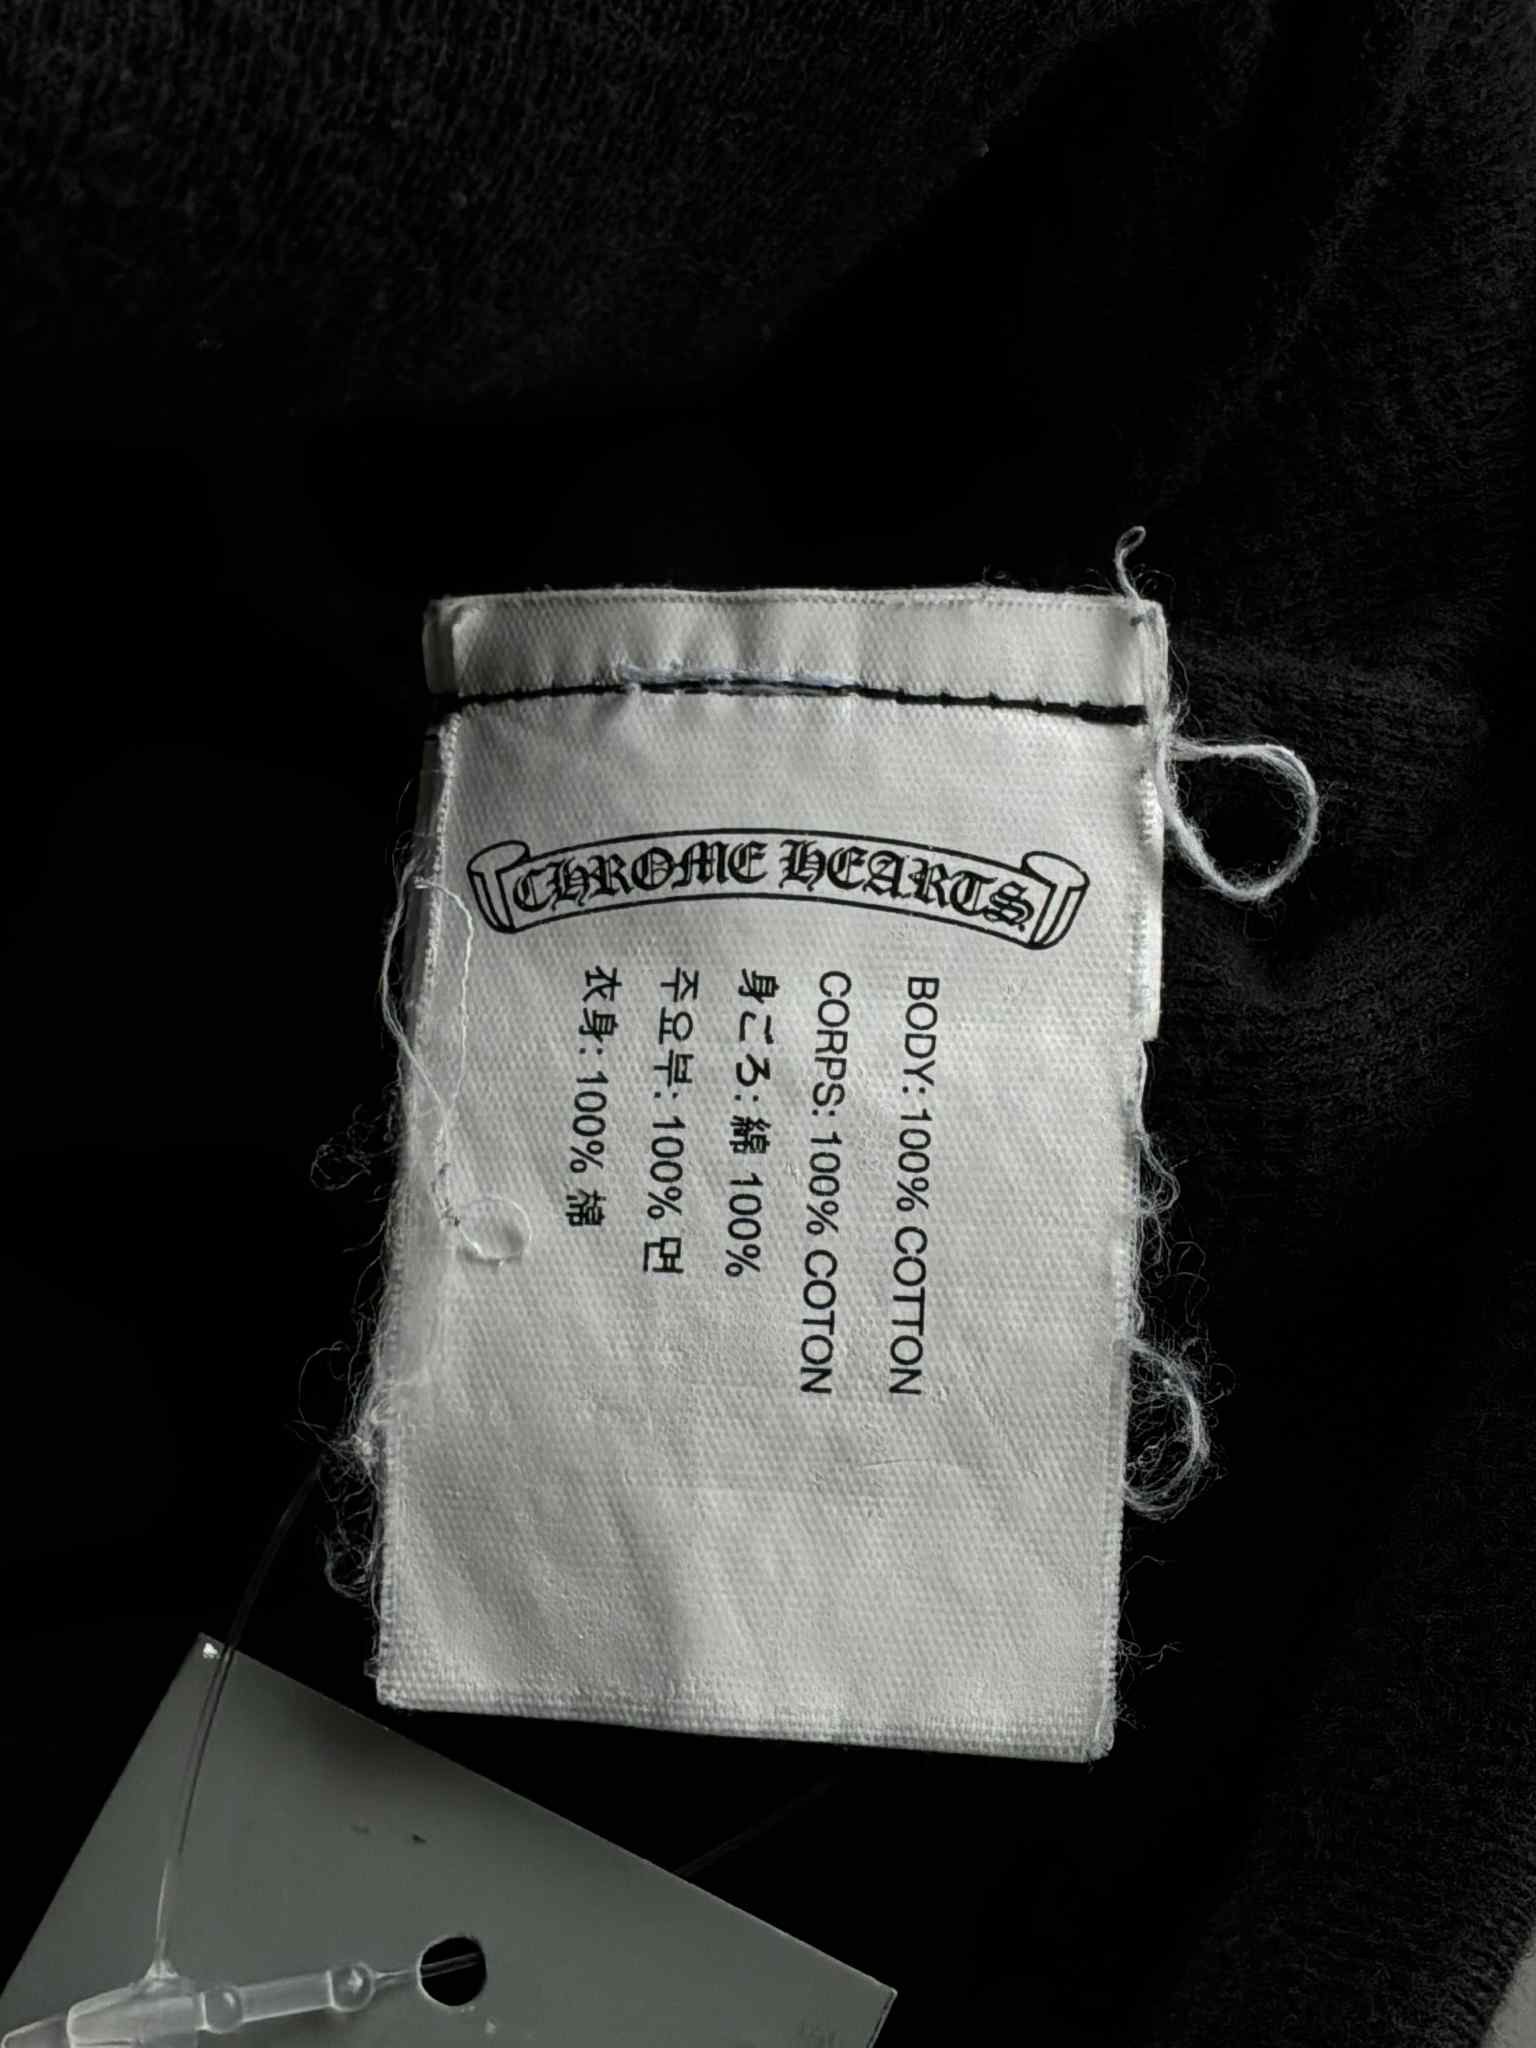 CHROME HEARTS
BODY: 100% COTTON
CORPS: 100% COTON
身ごろ: 綿 100%
주요부: 100% 면
衣身: 100% 棉